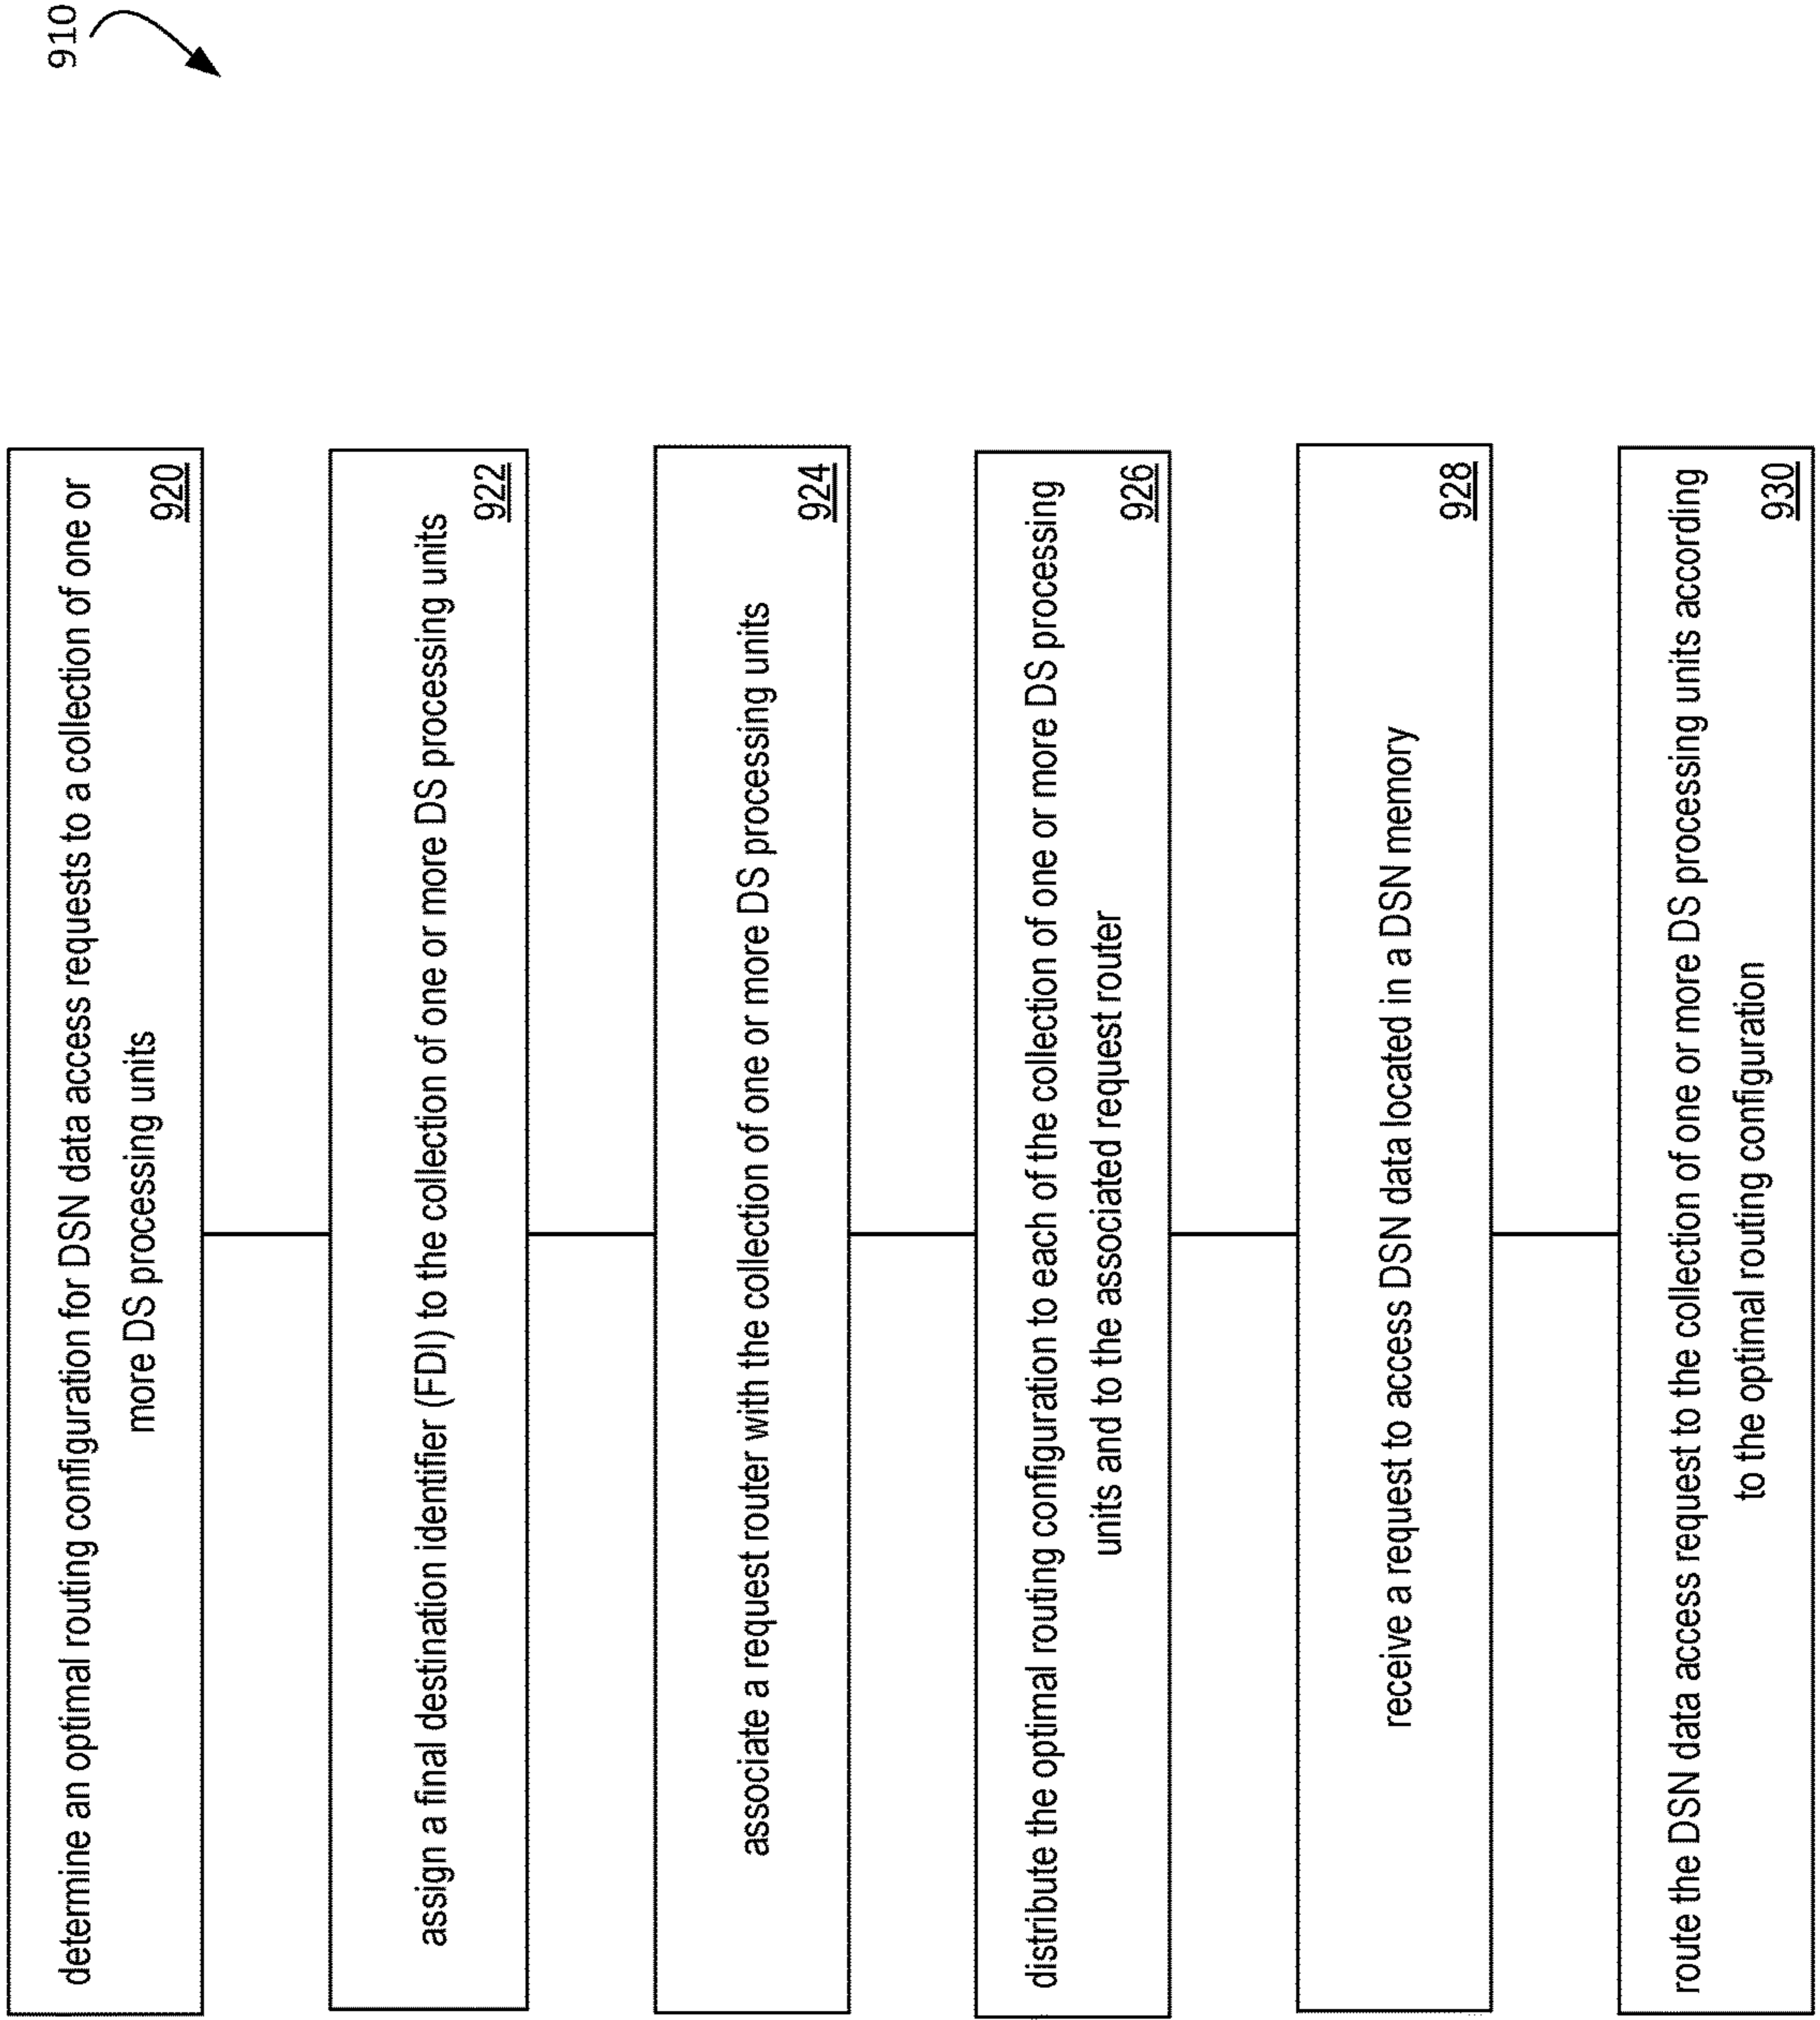 910
determine an optimal routing configuration for DSN data access requests to a collection of one or
more DS processing units
920
assign a final destination identifier (FDI) to the collection of one or more DS processing units
922
associate a request router with the collection of one or more DS processing units
924
distribute the optimal routing configuration to each of the collection of one or more DS processing
units and to the associated request router
926
receive a request to access DSN data located in a DSN memory
928
route the DSN data access request to the collection of one or more DS processing units according
to the optimal routing configuration
930